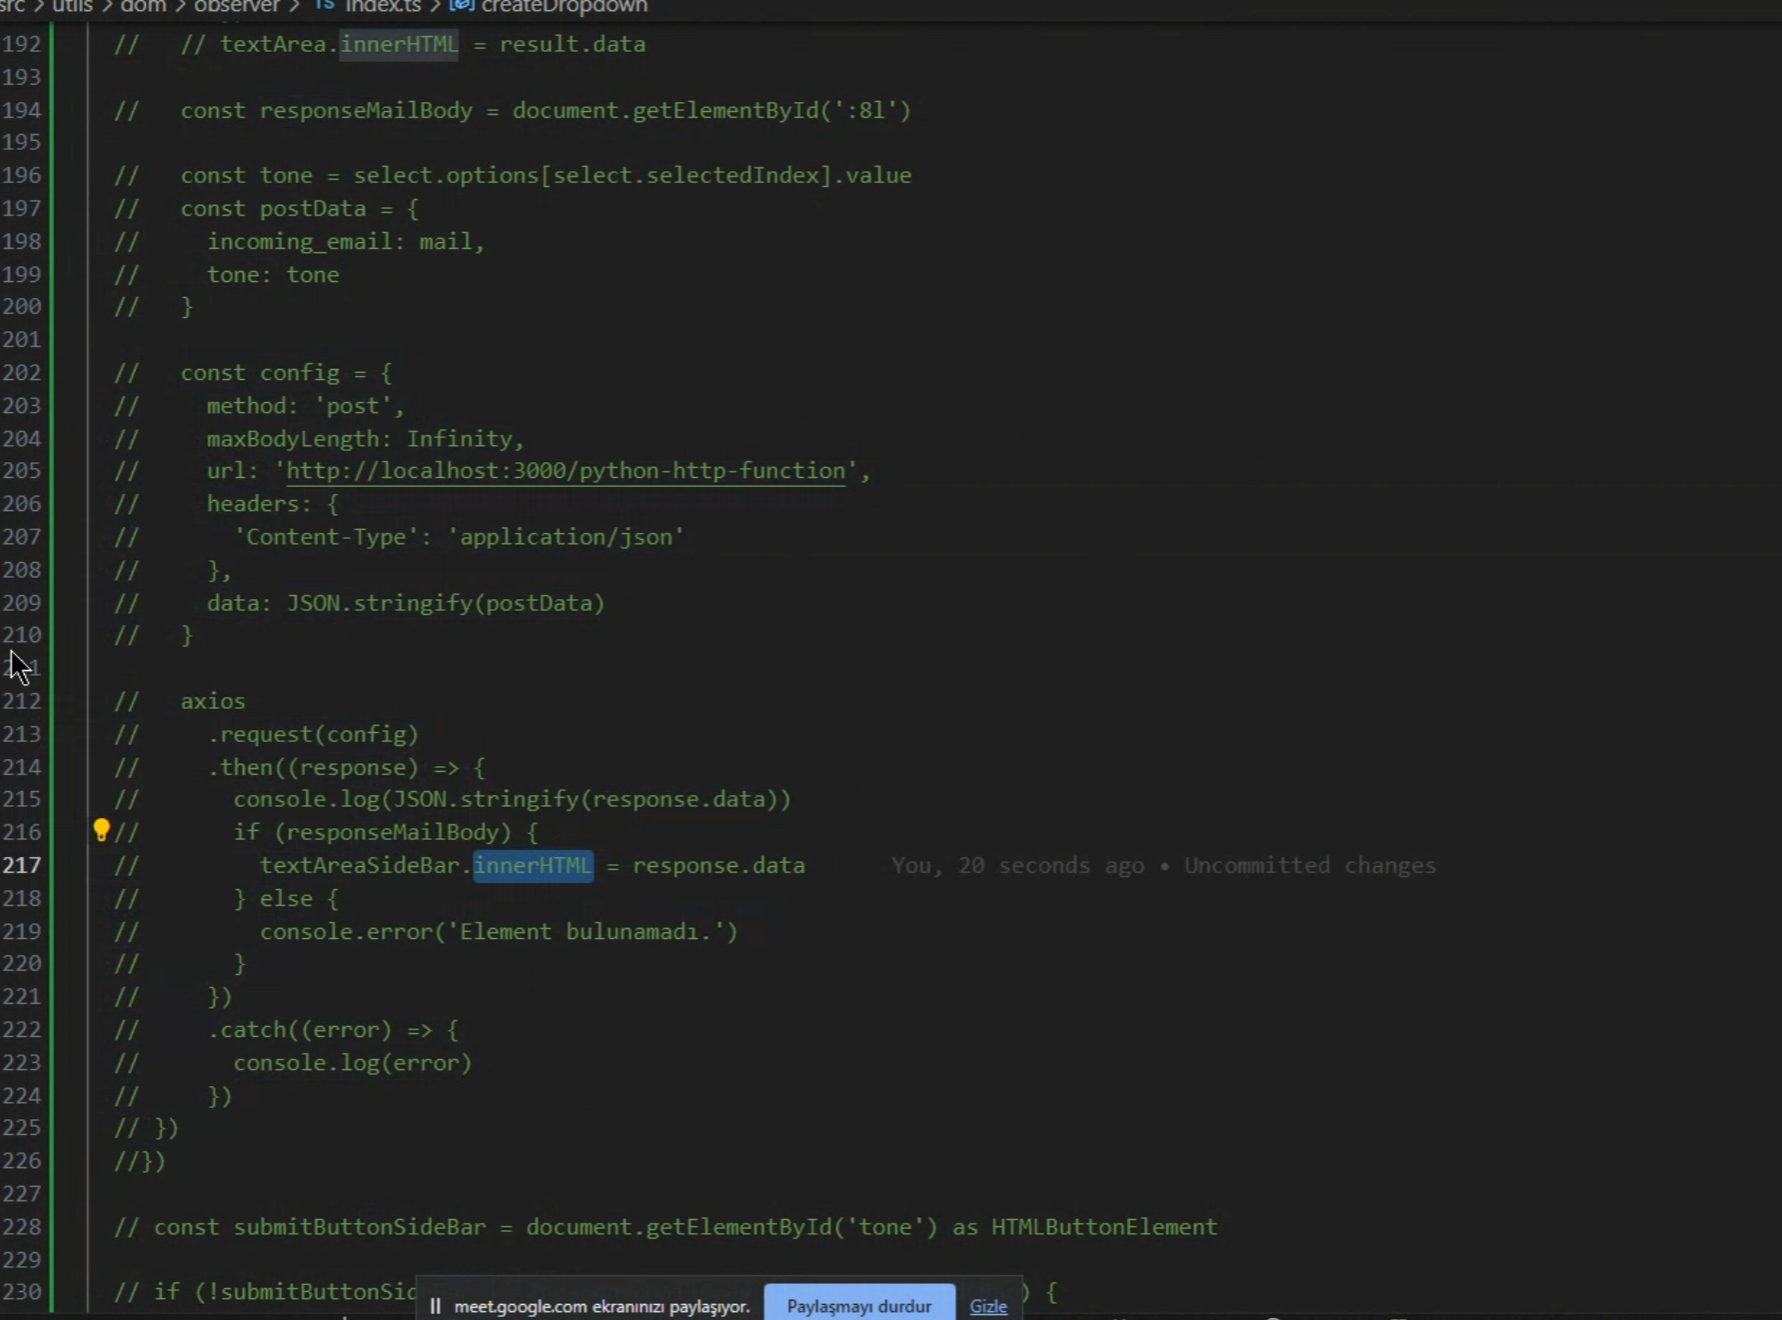 src > utils > dom > observer > TS index.ts > createDropdown
192 // // textArea.innerHTML = result.data
193
194 // const responseMailBody = document.getElementById(':8l')
195
196 // const tone = select.options[select.selectedIndex].value
197 // const postData = {
198 // incoming_email: mail,
199 // tone: tone
200 // }
201
202 // const config = {
203 // method: 'post',
204 // maxBodyLength: Infinity,
205 // url: 'http://localhost:3000/python-http-function',
206 // headers: {
207 // 'Content-Type': 'application/json'
208 // },
209 // data: JSON.stringify(postData)
210 // }
211
212 // axios
213 // .request(config)
214 // .then((response) => {
215 // console.log(JSON.stringify(response.data))
216 // if (responseMailBody) {
217 // textAreaSideBar.innerHTML = response.data You, 20 seconds ago • Uncommitted changes
218 // } else {
219 // console.error('Element bulunamadı.')
220 // }
221 // })
222 // .catch((error) => {
223 // console.log(error)
224 // })
225 // })
226 //})
227
228 // const submitButtonSideBar = document.getElementById('tone') as HTMLButtonElement
229
230 // if (!submitButtonSid ) {
meet.google.com ekranınızı paylaşıyor. Paylaşmayı durdur Gizle